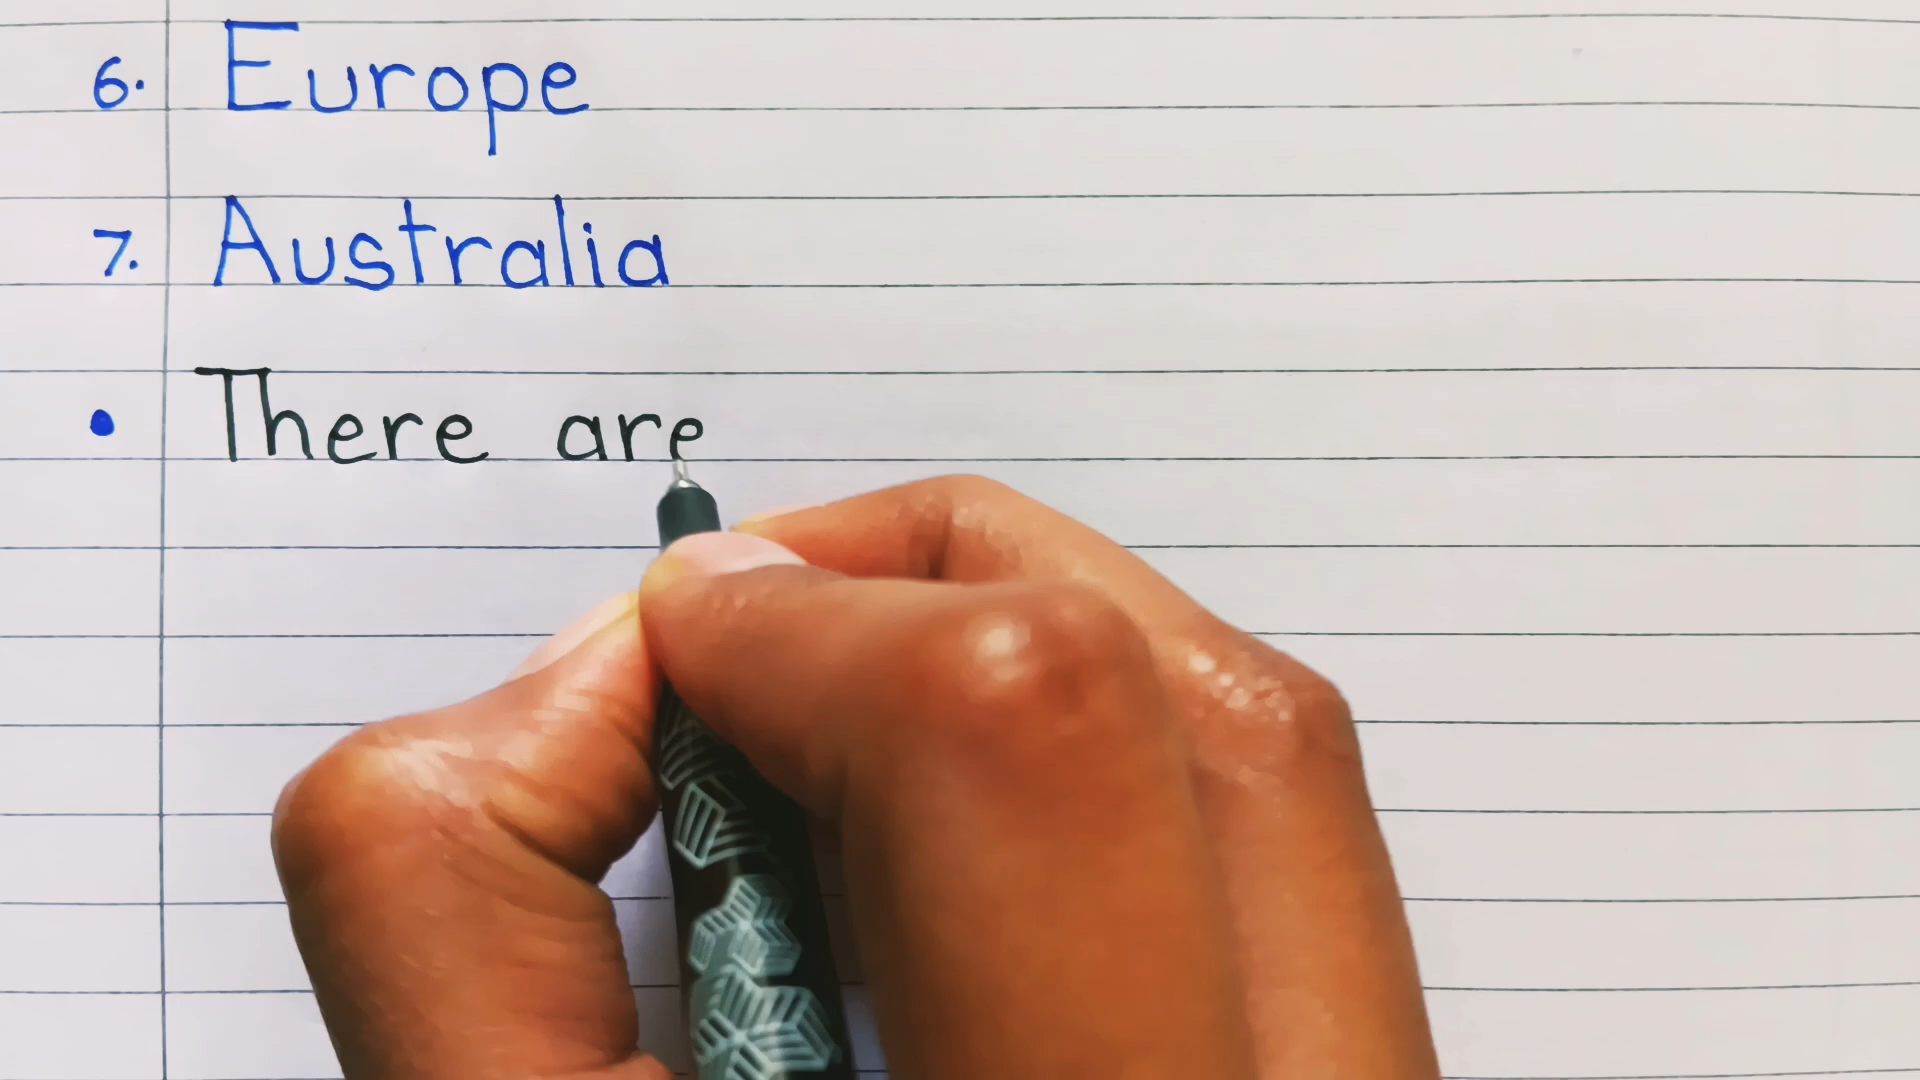 6. Europe
7. Australia
• There are